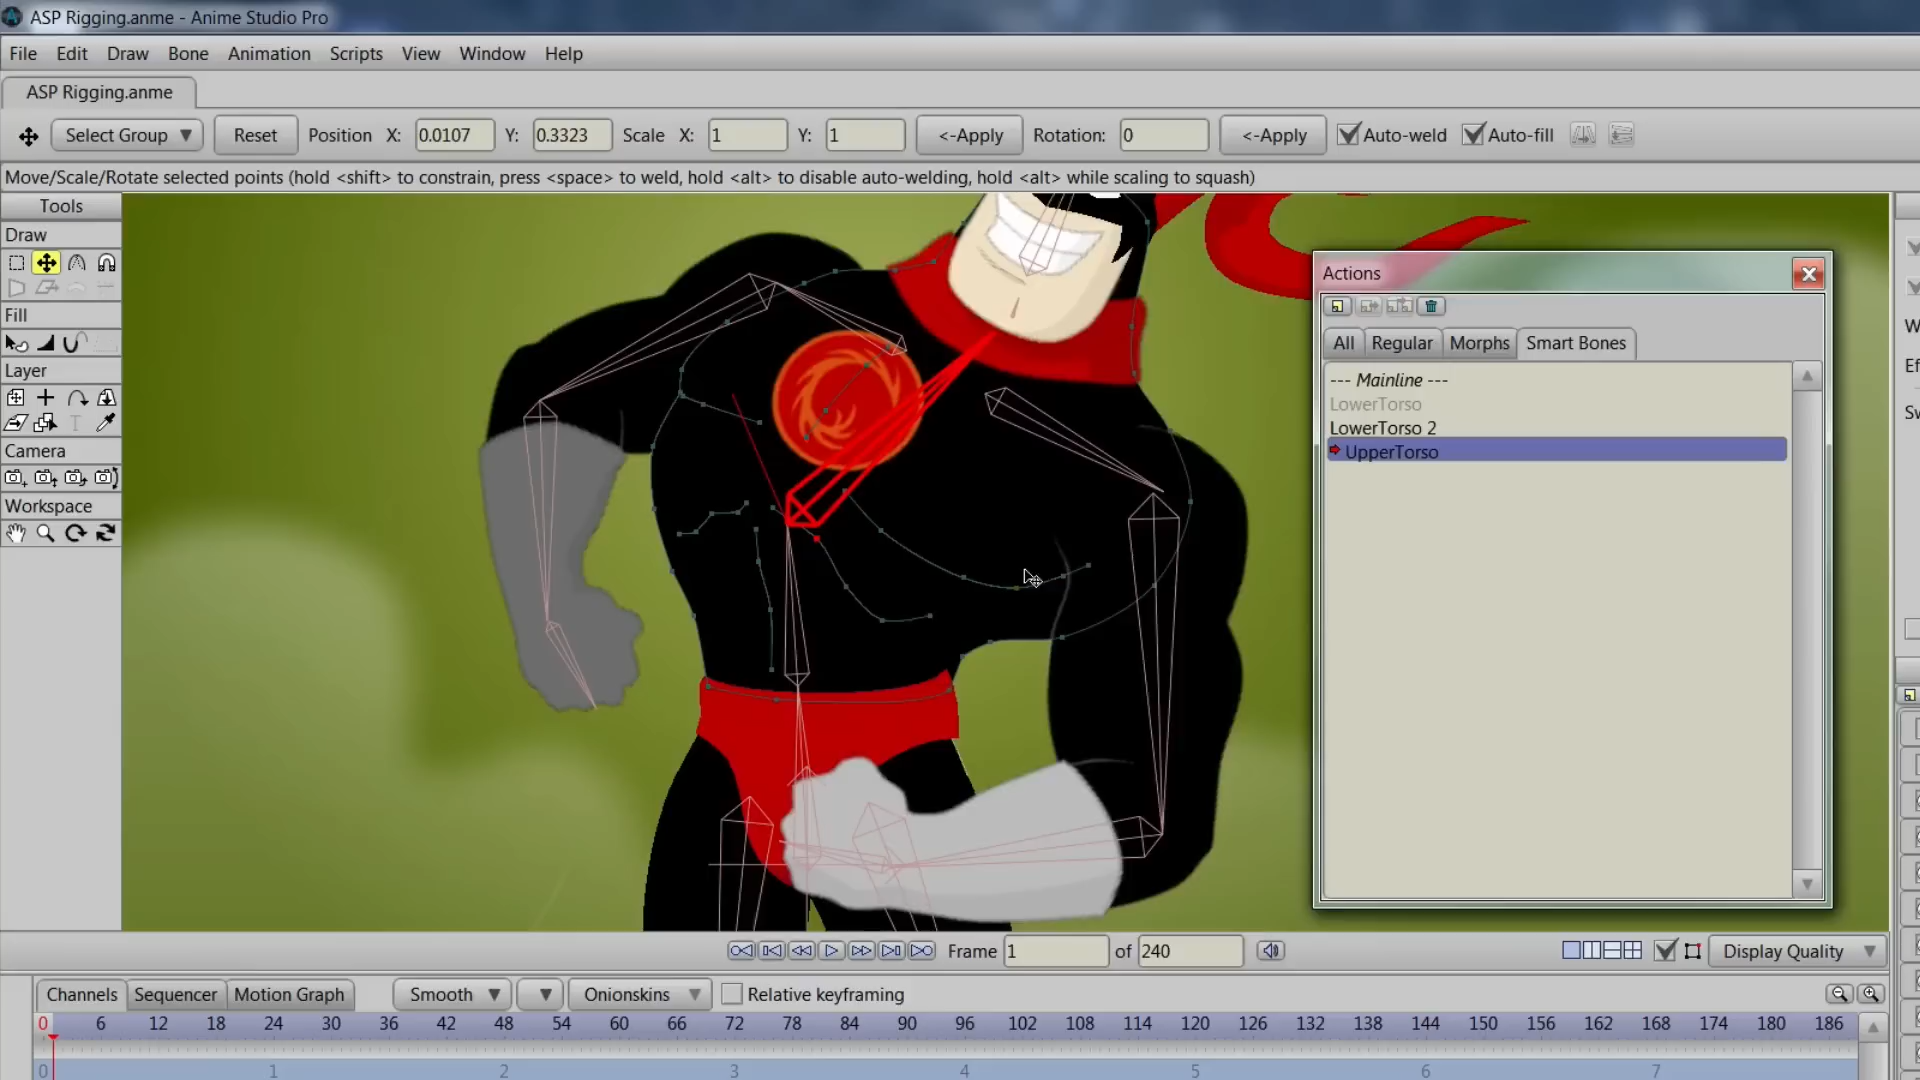 ASP Rigging.anme - Anime Studio Pro
File Edit Draw Bone Animation Scripts View Window Help
ASP Rigging.anme
Select Group Reset Position X: 0.0107 Y: 0.3323 Scale X: 1 Y: 1 <-Apply Rotation: 0 <-Apply Auto-weld Auto-fill
Move/Scale/Rotate selected points (hold <shift> to constrain, press <space> to weld, hold <alt> to disable auto-welding, hold <alt> while scaling to squash)
Tools
Draw
Fill
Layer
Camera
Workspace
Actions
All Regular Morphs Smart Bones
--- Mainline ---
LowerTorso
LowerTorso 2
UpperTorso
Frame 1 of 240 Display Quality
Channels Sequencer Motion Graph Smooth Onionskins Relative keyframing
0 6 12 18 24 30 36 42 48 54 60 66 72 78 84 90 96 102 108 114 120 126 132 138 144 150 156 162 168 174 180 186
0 1 2 3 4 5 6 7